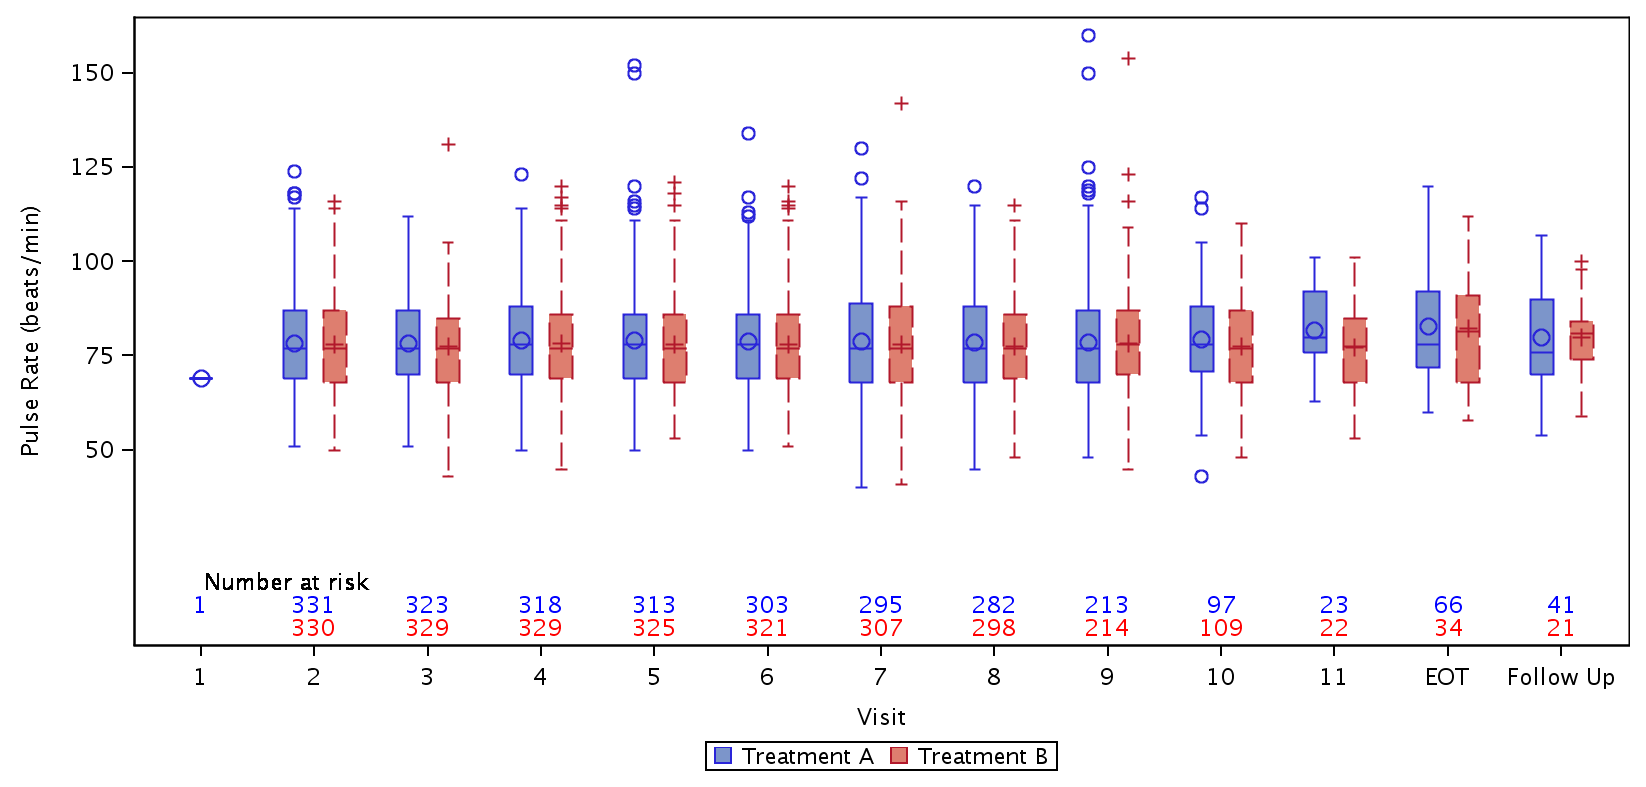 Pulse Rate (beats/min)
150
125
100
75
50
Number at risk
1 331 323 318 313 303 295 282 213 97 23 66 41
330 329 329 325 321 307 298 214 109 22 34 21
1 2 3 4 5 6 7 8 9 10 11 EOT Follow Up
Visit
Treatment A Treatment B